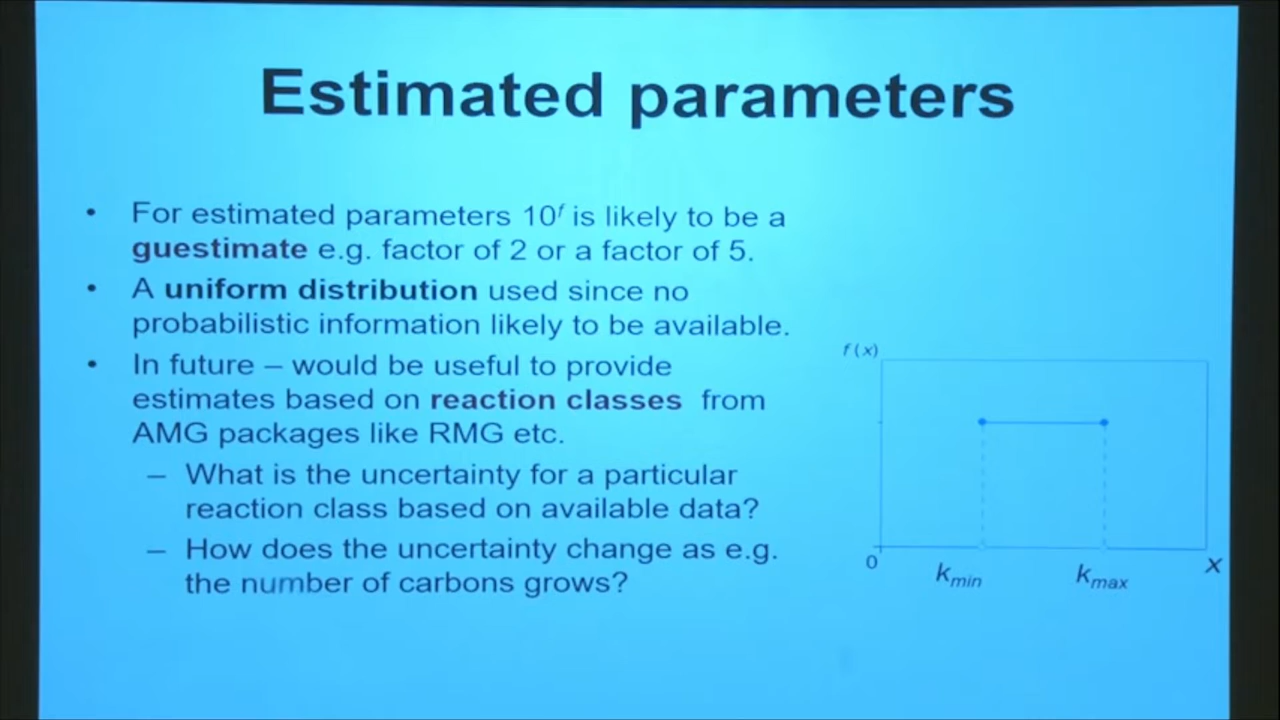 Estimated parameters
• For estimated parameters 10^f is likely to be a
guestimate e.g. factor of 2 or a factor of 5.
• A uniform distribution used since no
probabilistic information likely to be available.
• In future – would be useful to provide
estimates based on reaction classes from
AMG packages like RMG etc.
– What is the uncertainty for a particular
reaction class based on available data?
– How does the uncertainty change as e.g.
the number of carbons grows?
f(x)
0
k_min
k_max
x